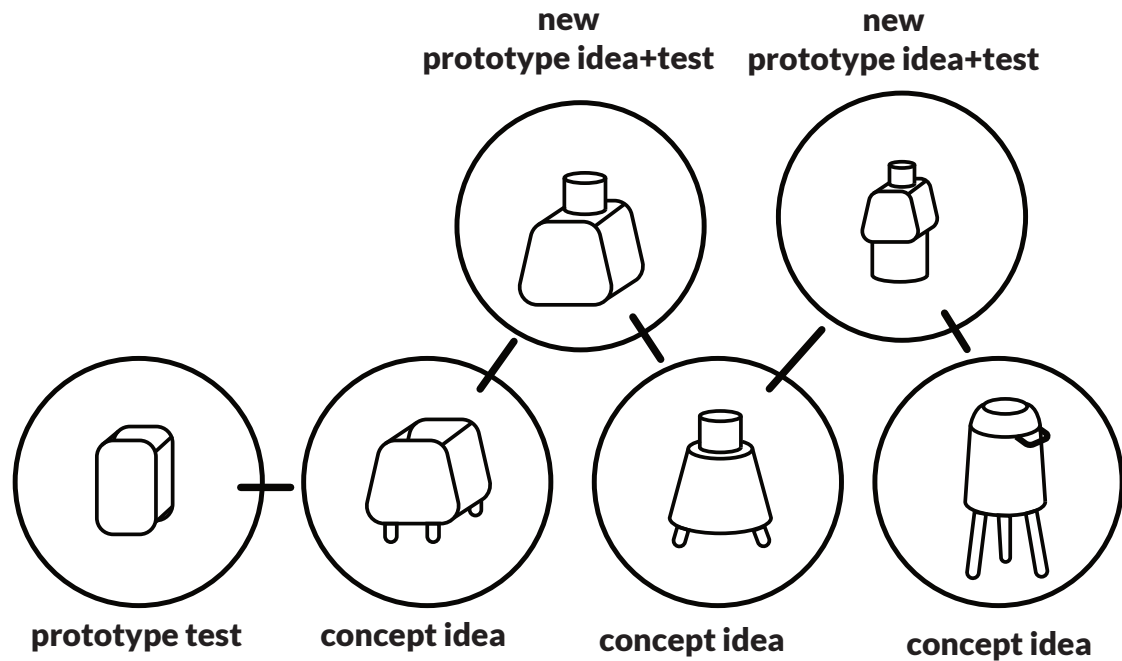 new
prototype idea+test
new
prototype idea+test
prototype test
concept idea
concept idea
concept idea